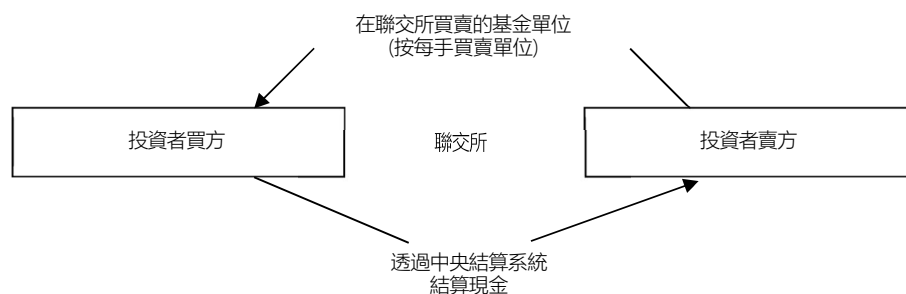 在聯交所買賣的基金單位
(按每手買賣單位)
投資者買方
聯交所
投資者賣方
透過中央結算系統
結算現金